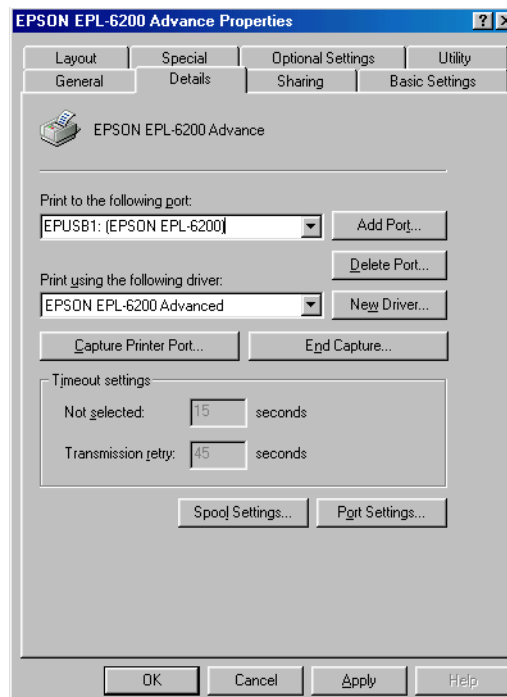 EPSON EPL-6200 Advance Properties
Layout Special Optional Settings Utility
General Details Sharing Basic Settings
EPSON EPL-6200 Advance
Print to the following port:
EPUSB1: (EPSON EPL-6200) Add Port...
Delete Port...
Print using the following driver:
EPSON EPL-6200 Advanced New Driver...
Capture Printer Port... End Capture...
Timeout settings
Not selected: 15 seconds
Transmission retry: 45 seconds
Spool Settings... Port Settings...
OK Cancel Apply Help